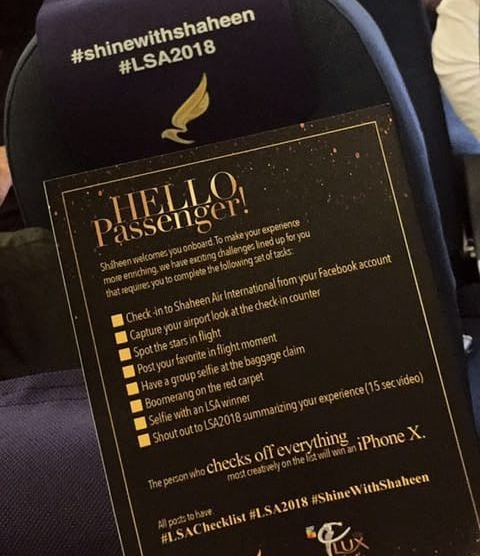 #shinewithshaheen
#LSA2018
HELLO,
Passenger!
Shaheen welcomes you onboard. To make your experience
more enriching, we have exciting challenges lined up for you
that requires you to complete the following set of tasks:
Check-in to Shaheen Air International from your Facebook account
Capture your airport look at the check-in counter
Spot the stars in flight
Post your favorite in flight moment
Have a group selfie at the baggage claim
Boomerang on the red carpet
Selfie with an LSA winner
Shout out to LSA2018 summarizing your experience (15 sec video)
The person who checks off everything
most creatively on the list will win an iPhone X.
All posts to have
#LSAChecklist #LSA2018 #ShineWithShaheen
LUX